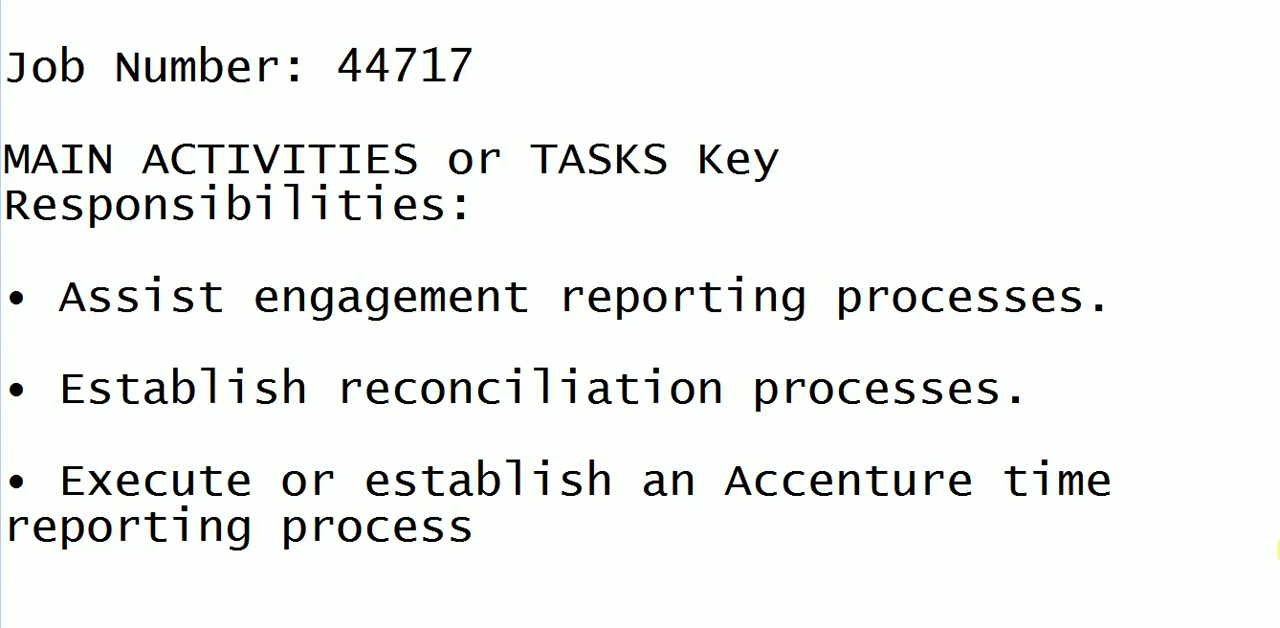 Job Number: 44717
MAIN ACTIVITIES or TASKS Key
Responsibilities:
• Assist engagement reporting processes.
• Establish reconciliation processes.
• Execute or establish an Accenture time
reporting process